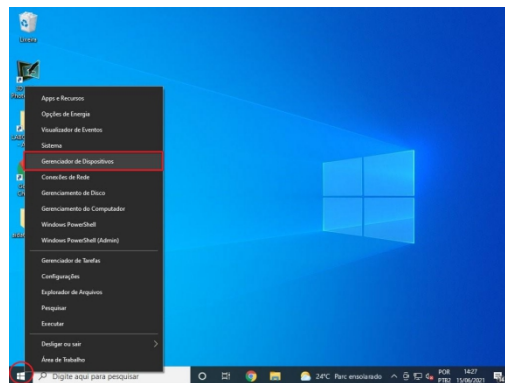 Lixeira
Apps e Recursos
Opções de Energia
Visualizador de Eventos
Sistema
Gerenciador de Dispositivos
Conexões de Rede
Gerenciamento de Disco
Gerenciamento do Computador
Windows PowerShell
Windows PowerShell (Admin)
Gerenciador de Tarefas
Configurações
Explorador de Arquivos
Pesquisar
Executar
Desligar ou sair
Área de Trabalho
Digite aqui para pesquisar
24°C Parc ensolarado
POR
PTB2
14:27
15/06/2021